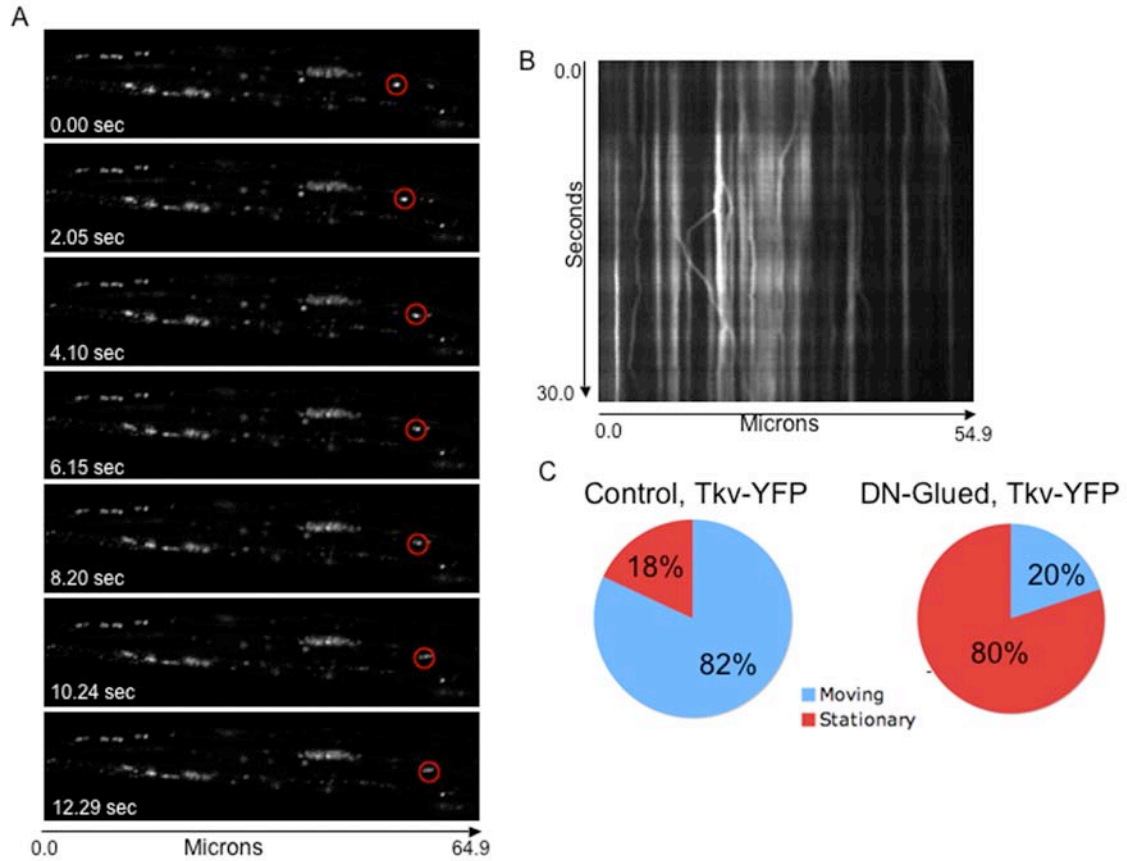 A
0.00 sec
2.05 sec
4.10 sec
6.15 sec
8.20 sec
10.24 sec
12.29 sec
0.0
Microns
64.9
B
0.0
Seconds
30.0
0.0
Microns
54.9
C
Control, Tkv-YFP
DN-Glued, Tkv-YFP
18%
82%
20%
80%
Moving
Stationary